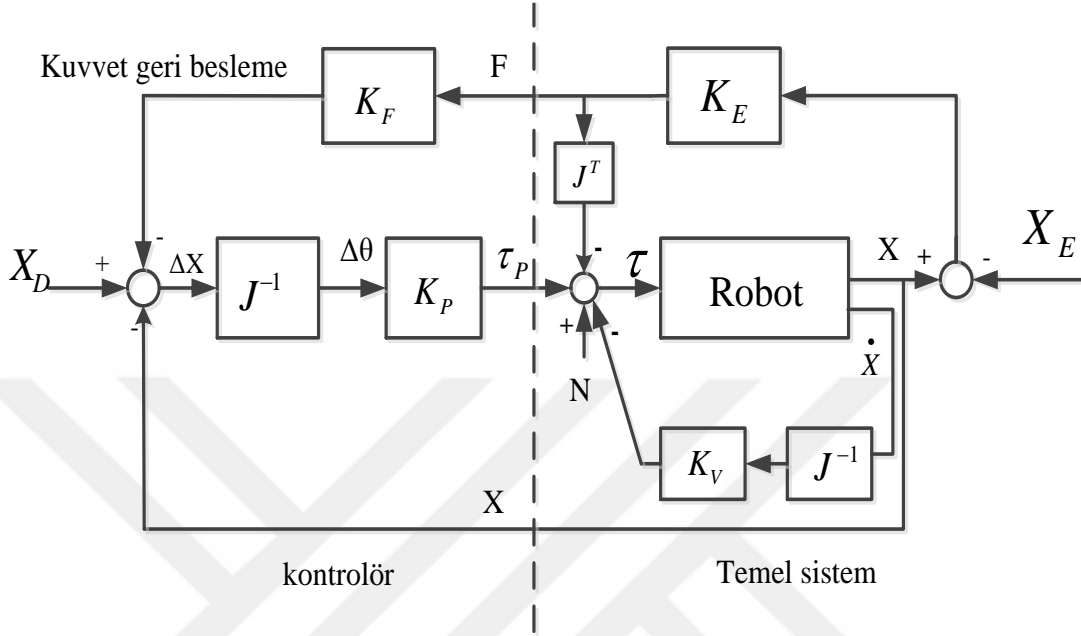 Kuvvet geri besleme
F
K_F
K_E
J^T
X_D
+
-
-
ΔX
J^{-1}
Δθ
K_P
τ_P
-
+
-
τ
Robot
X
+
-
X_E
Ẋ
N
K_V
J^{-1}
X
kontrolör
Temel sistem